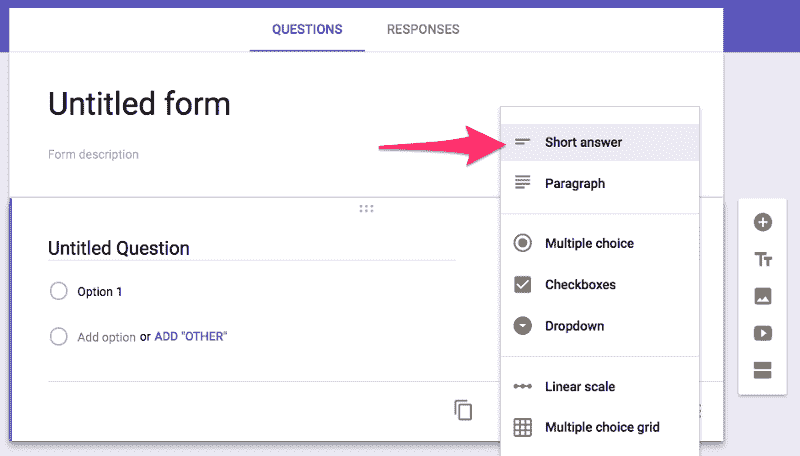 QUESTIONS RESPONSES
Untitled form
Form description
Untitled Question
Option 1
Add option or ADD "OTHER"
Short answer
Paragraph
Multiple choice
Checkboxes
Dropdown
Linear scale
Multiple choice grid
Tт